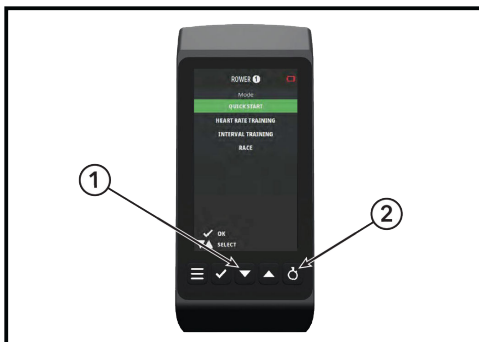 ROWER 1
Mode
QUICK START
HEART RATE TRAINING
INTERVAL TRAINING
RACE
OK
SELECT
1
2